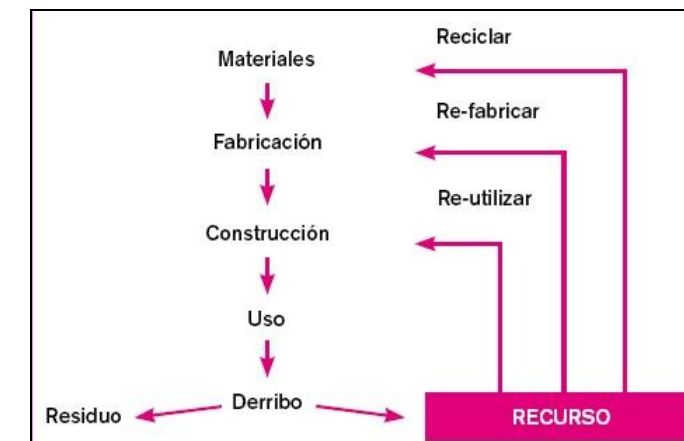 Reciclar
Materiales
Re-fabricar
Fabricación
Re-utilizar
Construcción
Uso
Derribo
Residuo
RECURSO